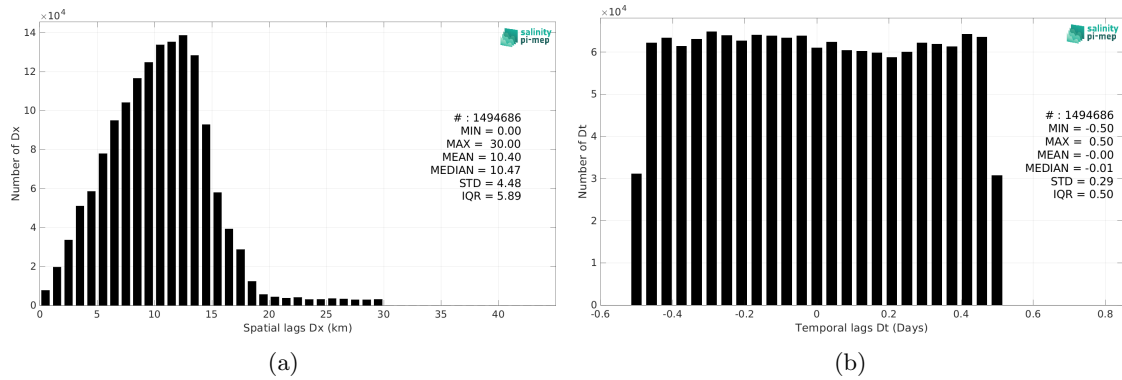 ×10⁴
14
12
10
8
6
4
2
0
0 5 10 15 20 25 30 35 40
Number of Dx
Spatial lags Dx (km)
salinity
pi-mep
# : 1494686
MIN = 0.00
MAX = 30.00
MEAN = 10.40
MEDIAN = 10.47
STD = 4.48
IQR = 5.89
(a)
×10⁴
6
5
4
3
2
1
0
-0.6 -0.4 -0.2 0 0.2 0.4 0.6 0.8
Number of Dt
Temporal lags Dt (Days)
salinity
pi-mep
# : 1494686
MIN = -0.50
MAX = 0.50
MEAN = -0.00
MEDIAN = -0.01
STD = 0.29
IQR = 0.50
(b)